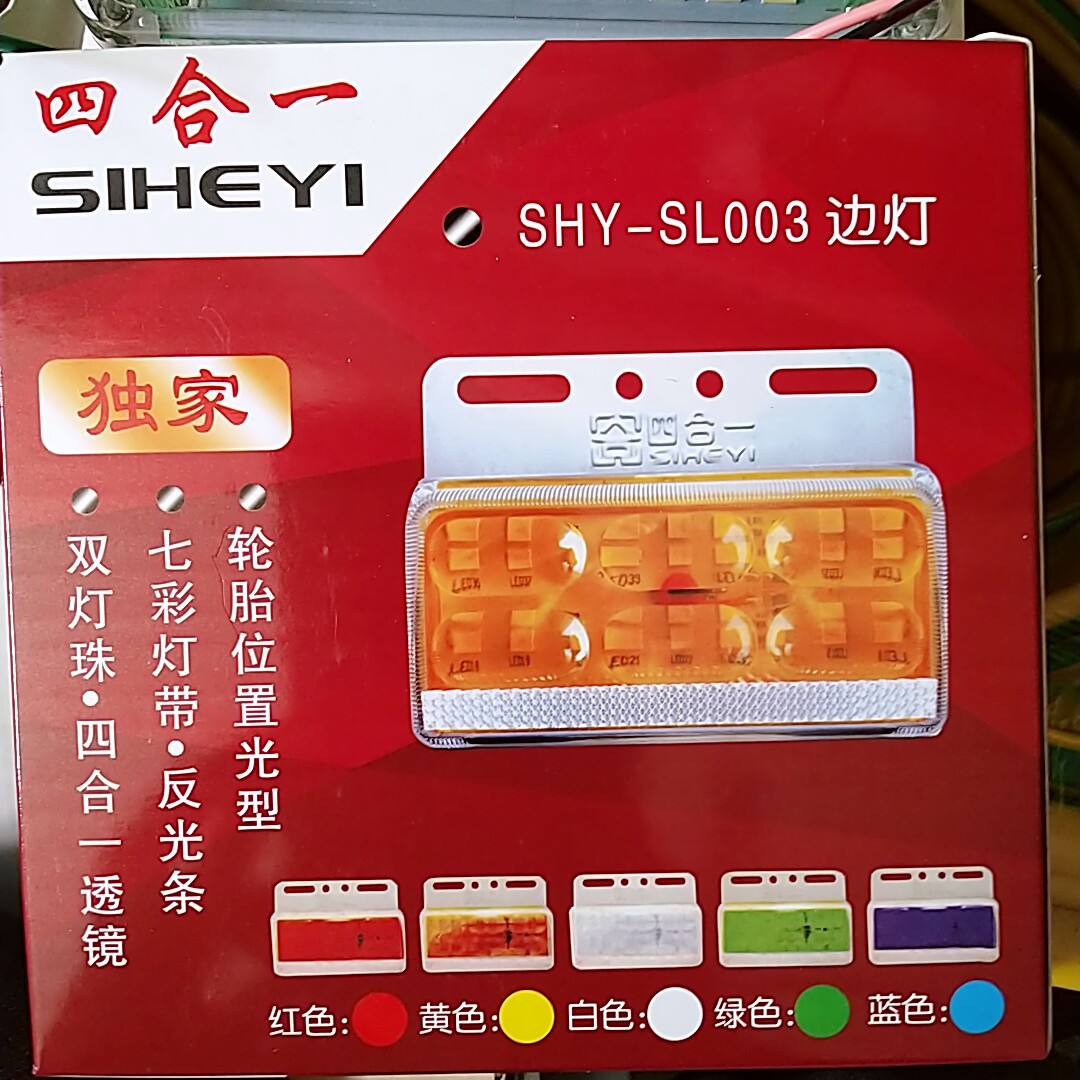 四合一
SIHEYI
SHY-SL003 边灯
独家
四合一
SIHEYI
轮胎位置光型
七彩灯带·反光条
双灯珠·四合一透镜
红色: 黄色: 白色: 绿色: 蓝色: